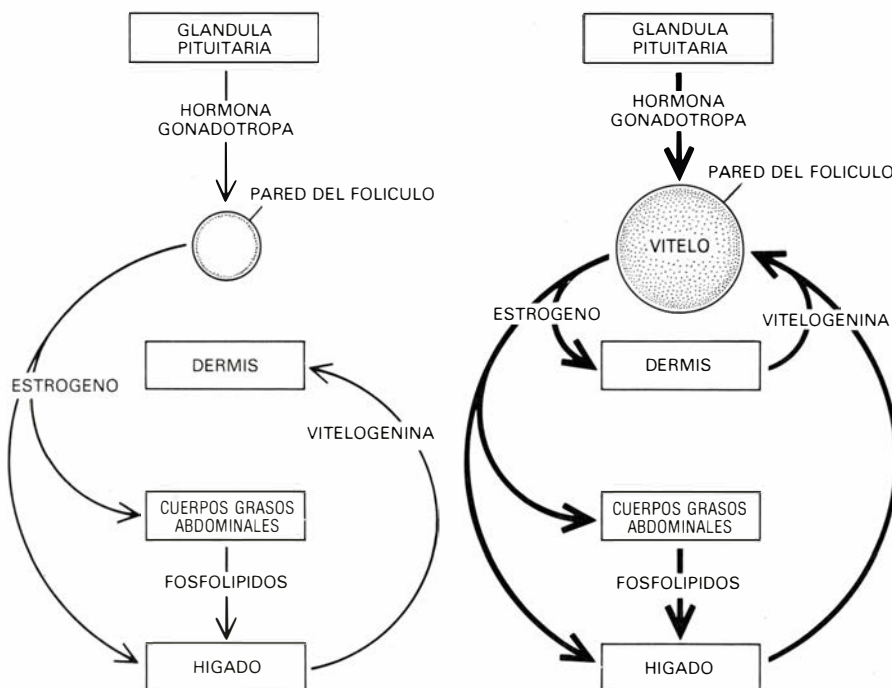 GLANDULA
PITUITARIA
HORMONA
GONADOTROPA
PARED DEL FOLICULO
DERMIS
ESTROGENO
VITELOGENINA
CUERPOS GRASOS
ABDOMINALES
FOSFOLIPIDOS
HIGADO
GLANDULA
PITUITARIA
HORMONA
GONADOTROPA
PARED DEL FOLICULO
VITELO
ESTROGENO
VITELOGENINA
DERMIS
CUERPOS GRASOS
ABDOMINALES
FOSFOLIPIDOS
HIGADO